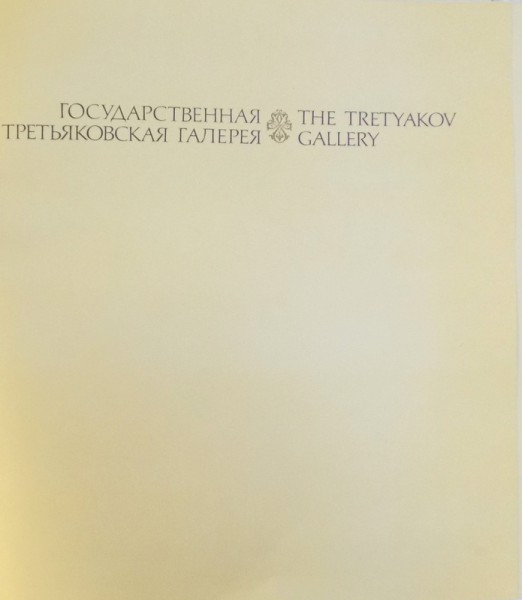 ГОСУДАРСТВЕННАЯ
ТРЕТЬЯКОВСКАЯ ГАЛЕРЕЯ
THE TRETYAKOV
GALLERY